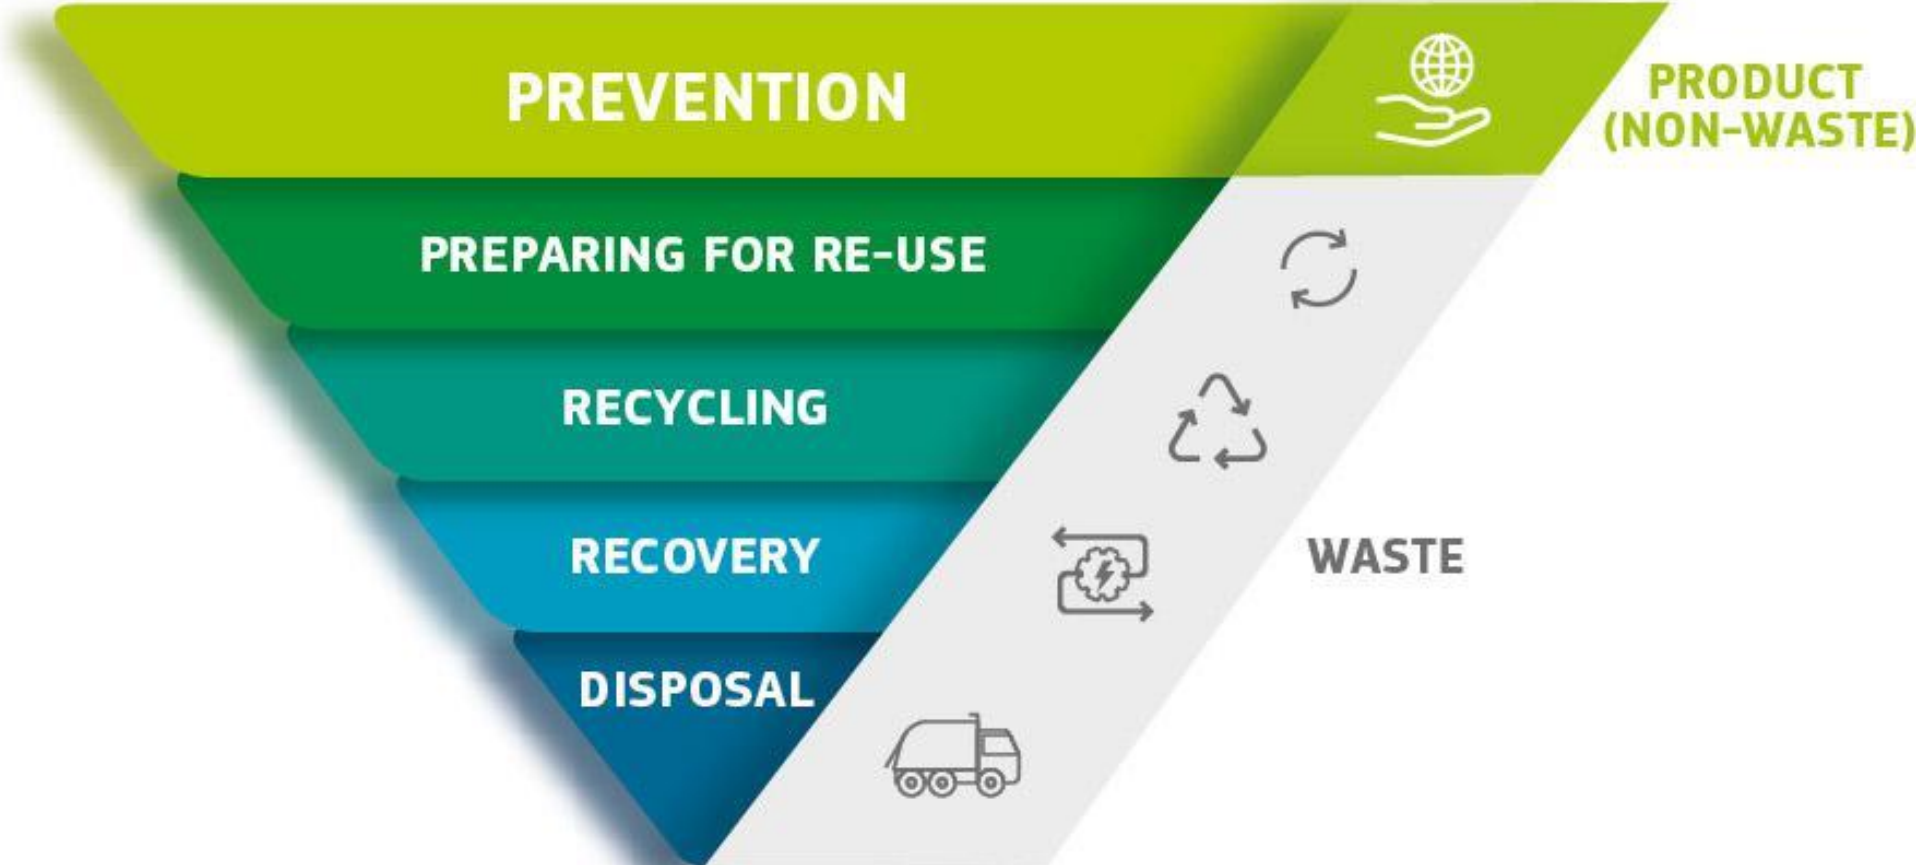 PREVENTION
PRODUCT
(NON-WASTE)
PREPARING FOR RE-USE
RECYCLING
RECOVERY
WASTE
DISPOSAL